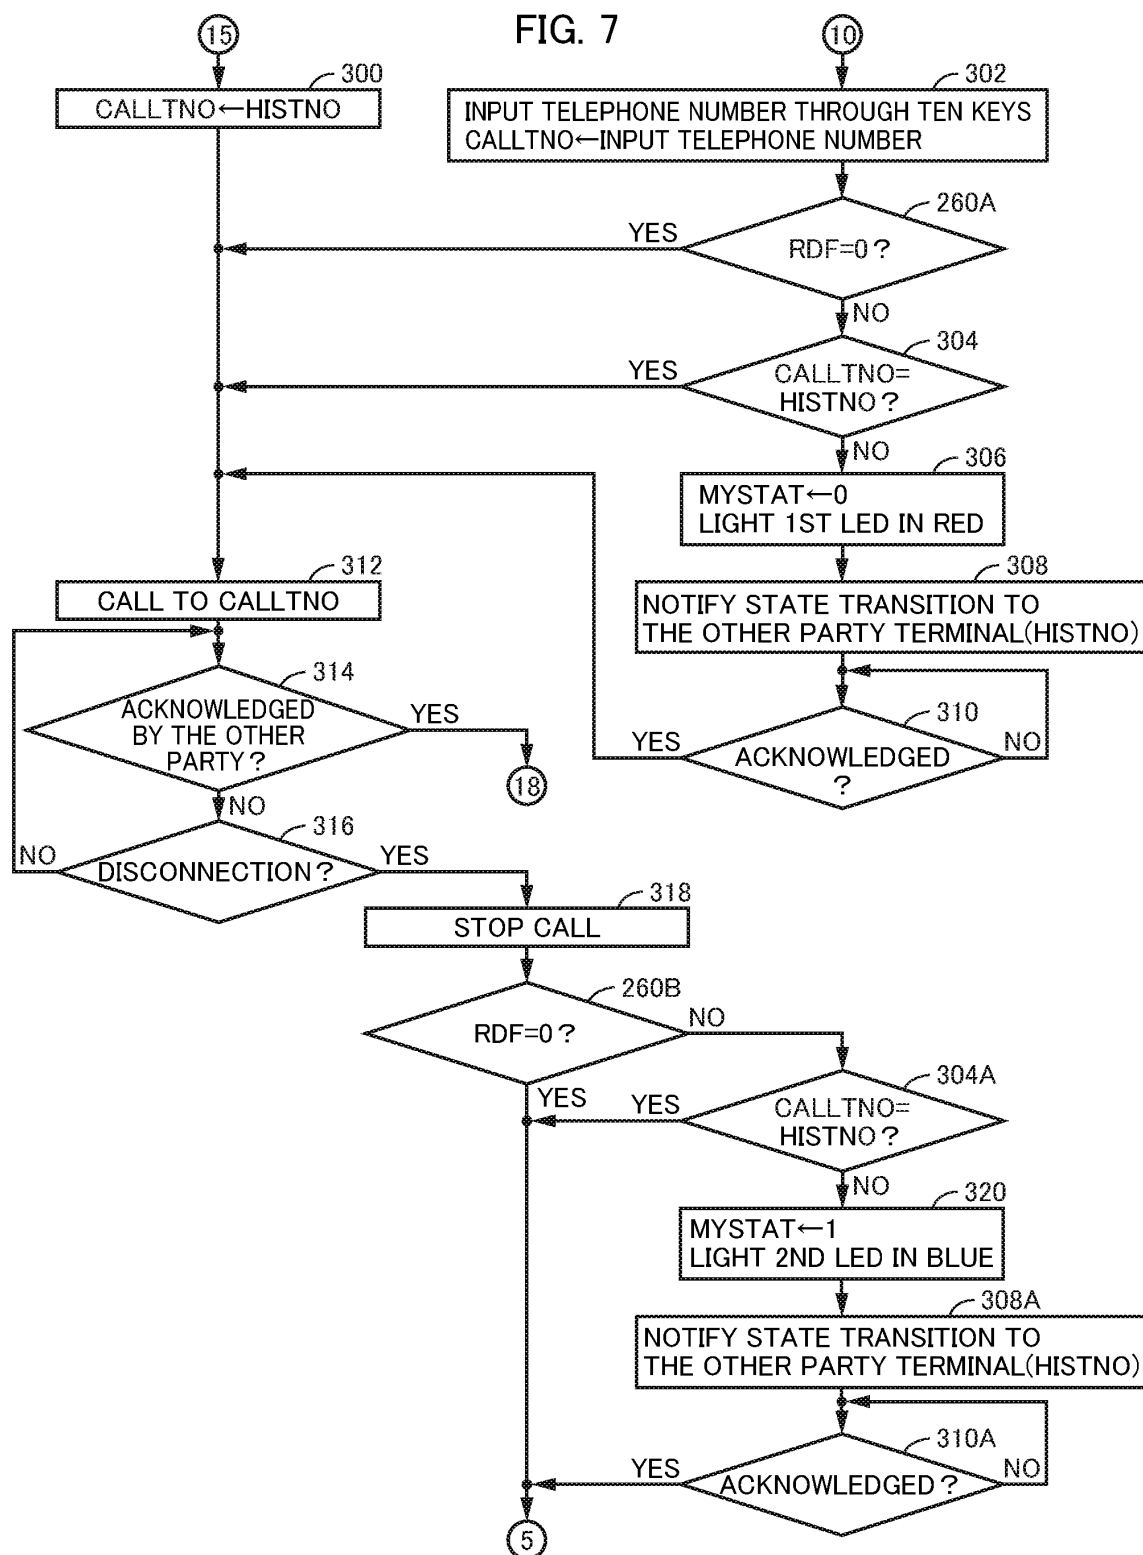 FIG. 7
15
10
300
CALLTNO←HISTNO
302
INPUT TELEPHONE NUMBER THROUGH TEN KEYS
CALLTNO←INPUT TELEPHONE NUMBER
260A
YES
RDF=0?
NO
304
YES
CALLTNO=
HISTNO?
NO
306
MYSTAT←0
LIGHT 1ST LED IN RED
312
CALL TO CALLTNO
308
NOTIFY STATE TRANSITION TO
THE OTHER PARTY TERMINAL(HISTNO)
314
ACKNOWLEDGED
BY THE OTHER
PARTY?
YES
18
NO
310
YES
ACKNOWLEDGED
?
NO
316
NO
DISCONNECTION?
YES
318
STOP CALL
260B
RDF=0?
NO
YES
304A
YES
CALLTNO=
HISTNO?
NO
320
MYSTAT←1
LIGHT 2ND LED IN BLUE
308A
NOTIFY STATE TRANSITION TO
THE OTHER PARTY TERMINAL(HISTNO)
310A
YES
ACKNOWLEDGED?
NO
5